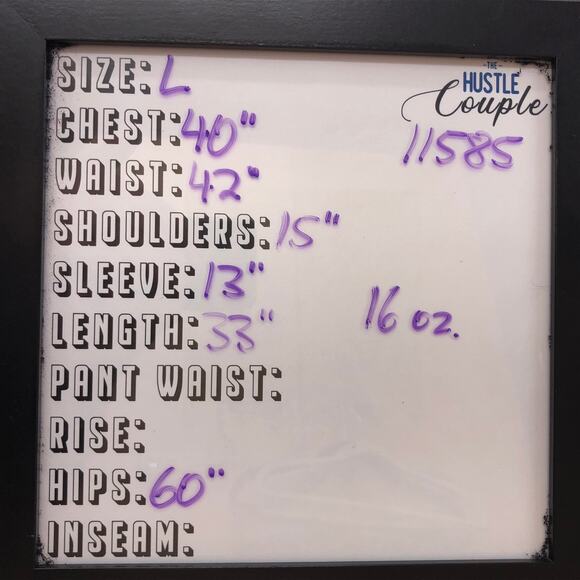 -THE-
HUSTLE
Couple
11585
SIZE: L
CHEST: 40"
WAIST: 42"
SHOULDERS: 15"
SLEEVE: 13"
LENGTH: 33"
16 oz.
PANT WAIST:
RISE:
HIPS: 60"
INSEAM: